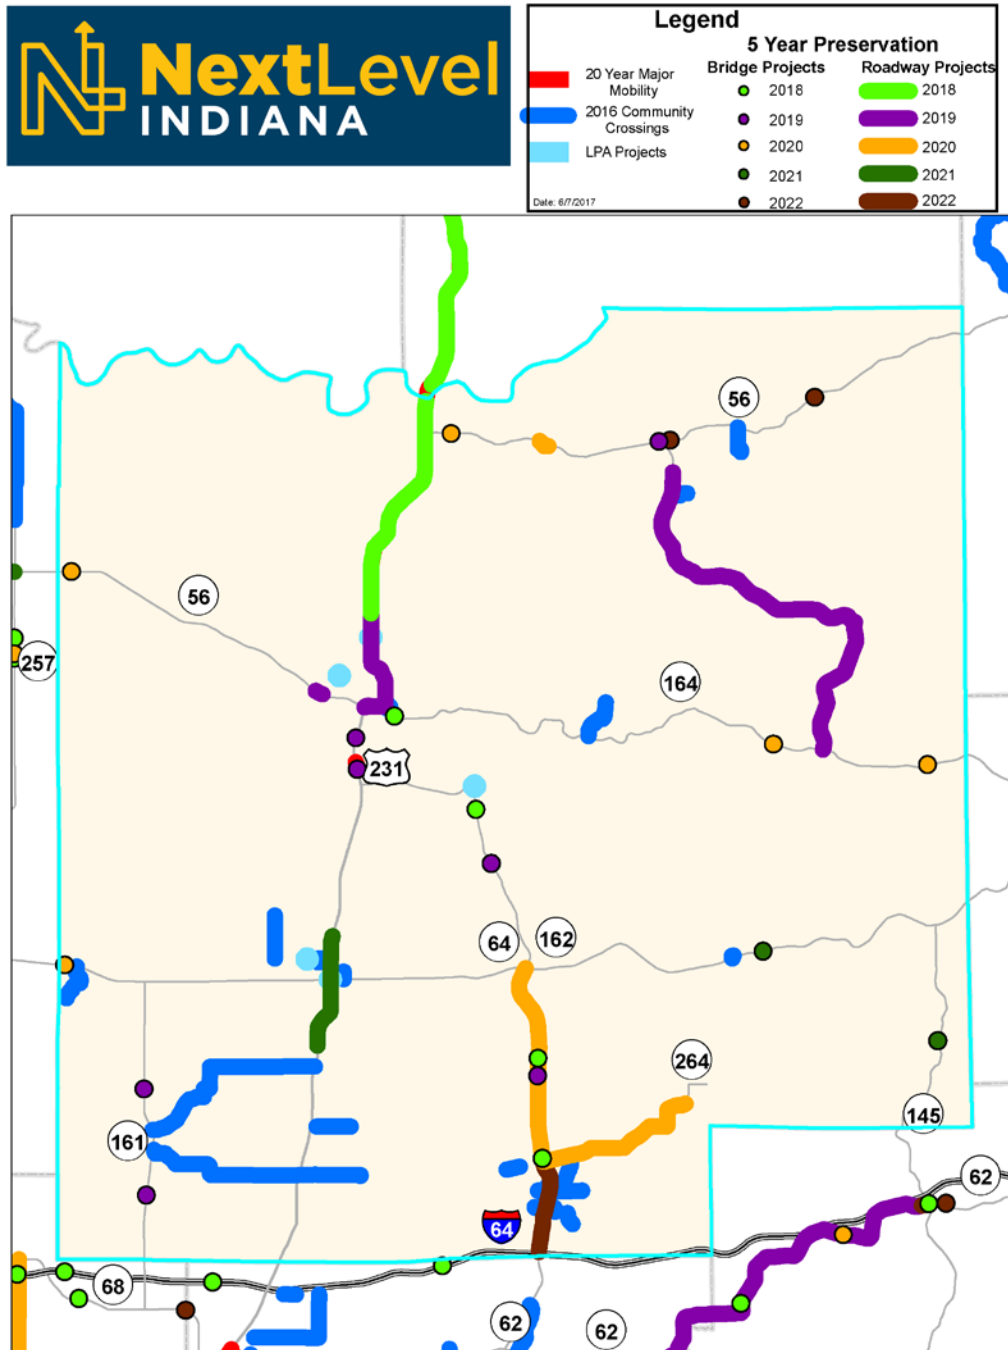 NextLevel
INDIANA
Legend
5 Year Preservation
Bridge Projects
Roadway Projects
20 Year Major
Mobility
2016 Community
Crossings
LPA Projects
2018
2019
2020
2021
2022
2018
2019
2020
2021
2022
Date: 6/7/2017
56
56
257
164
231
64
162
264
161
145
62
64
68
62
62